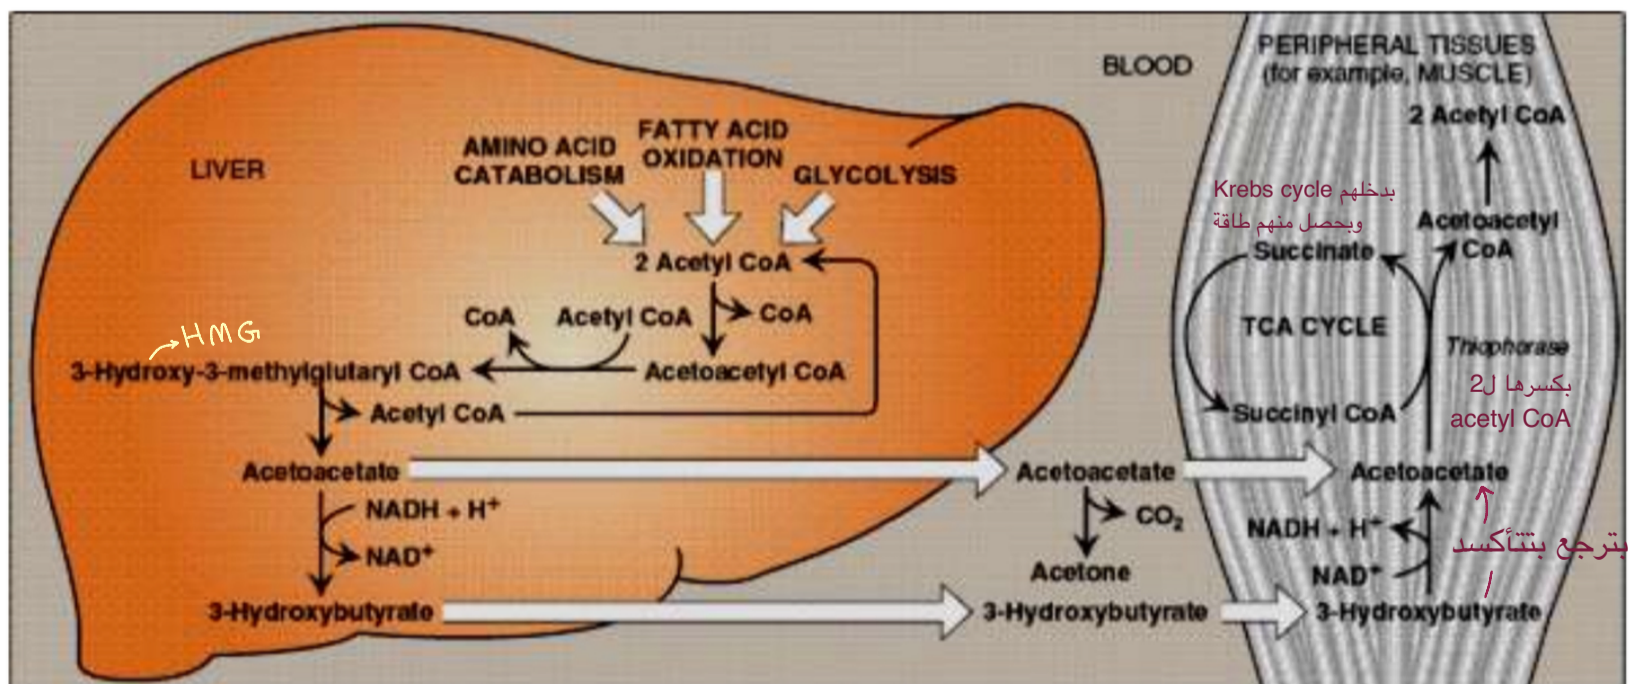 LIVER
AMINO ACID
CATABOLISM
FATTY ACID
OXIDATION
GLYCOLYSIS
2 Acetyl CoA
CoA
Acetyl CoA
CoA
HMG
3-Hydroxy-3-methylglutaryl CoA
Acetoacetyl CoA
Acetyl CoA
Acetoacetate
NADH + H⁺
NAD⁺
3-Hydroxybutyrate
BLOOD
Acetoacetate
CO₂
Acetone
3-Hydroxybutyrate
PERIPHERAL TISSUES
(for example, MUSCLE)
2 Acetyl CoA
بدخلهم Krebs cycle
وبحصل منهم طاقة
Acetoacetyl
CoA
Succinate
TCA CYCLE
Thiophorase
بكسرها ل2
acetyl CoA
Succinyl CoA
Acetoacetate
NADH + H⁺
بترجع بتتأكسد
NAD⁺
3-Hydroxybutyrate